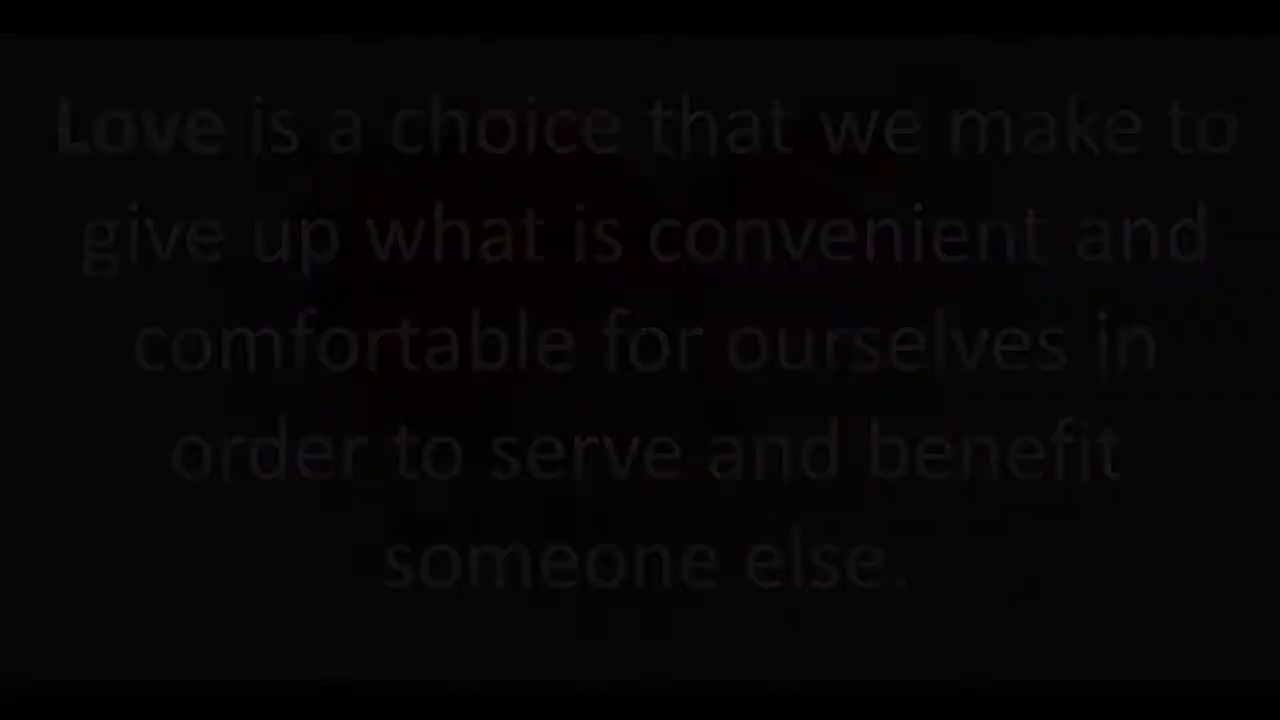 Love is a choice that we make to
give up what is convenient and
comfortable for ourselves in
order to serve and benefit
someone else.